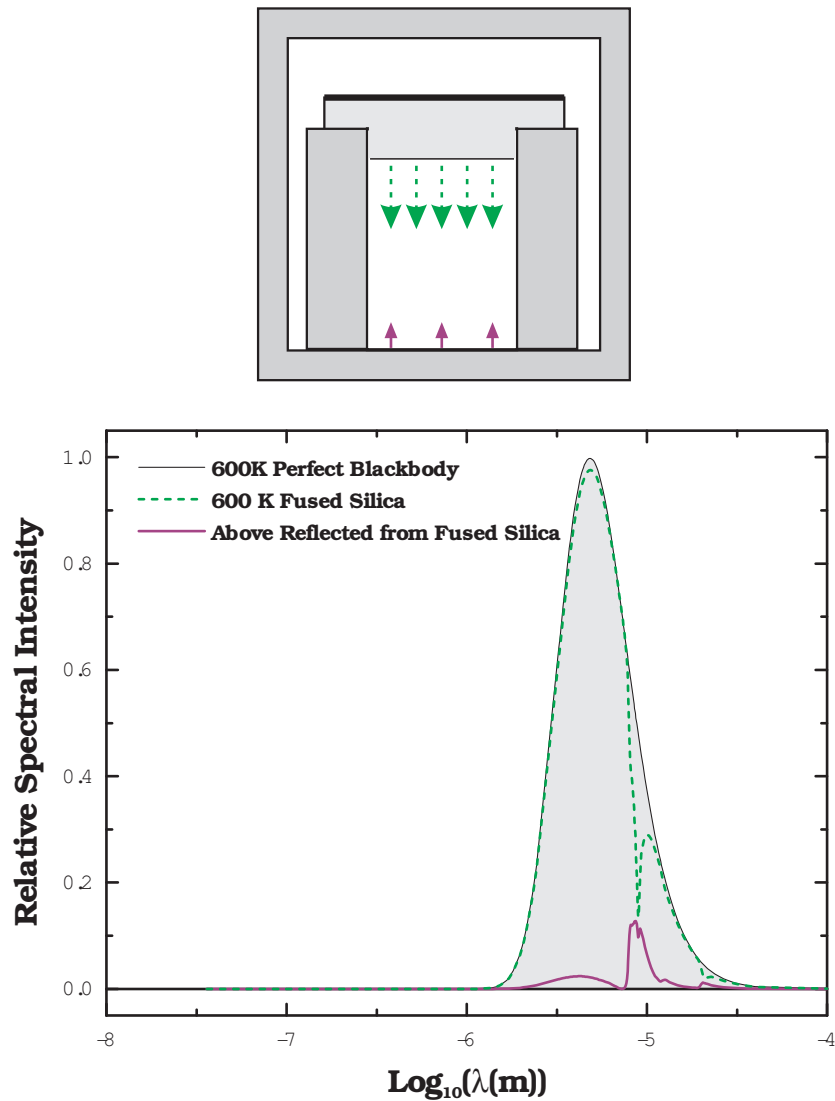 1.0
0.8
0.6
0.4
0.2
0.0
Relative Spectral Intensity
600K Perfect Blackbody
600 K Fused Silica
Above Reflected from Fused Silica
-8
-7
-6
-5
-4
Log₁₀(λ(m))